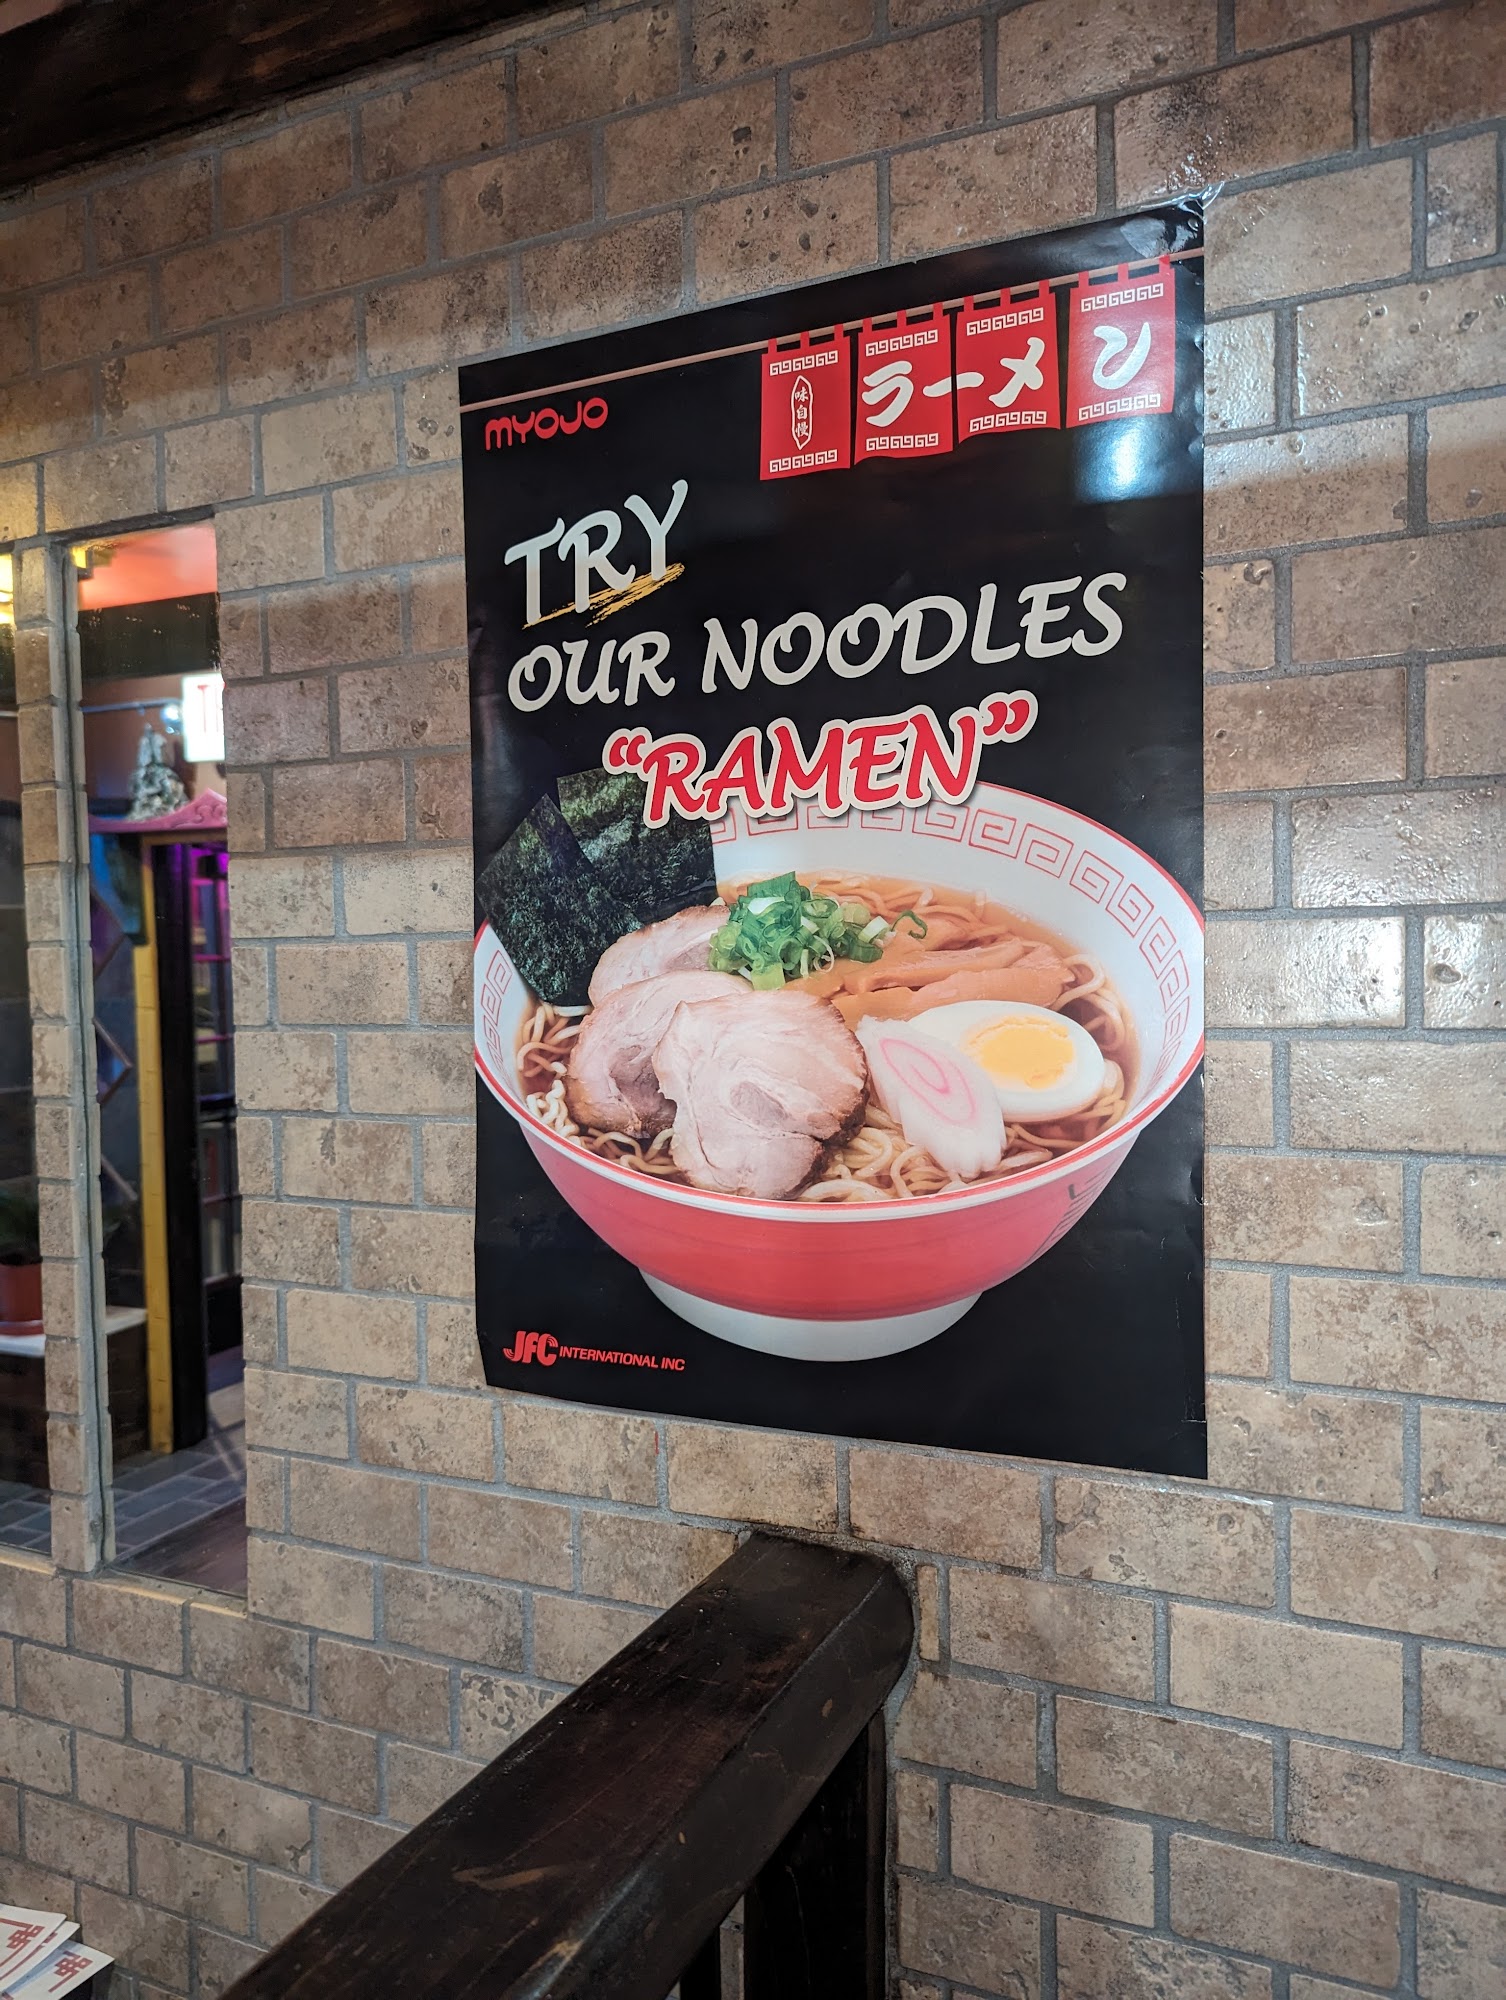 味自慢
ラーメン
MYOJO
TRY
OUR NOODLES
“RAMEN”
JFC INTERNATIONAL INC